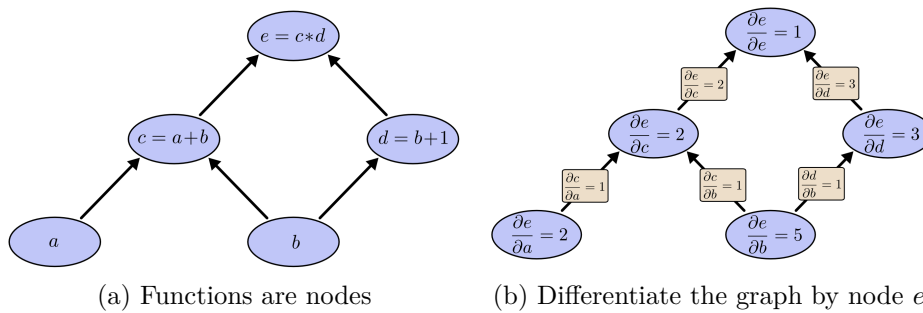 e = c*d
c = a+b
d = b+1
a
b
(a) Functions are nodes
∂e/∂e = 1
∂e/∂c = 2
∂e/∂d = 3
∂e/∂c = 2
∂e/∂d = 3
∂c/∂a = 1
∂c/∂b = 1
∂d/∂b = 1
∂e/∂a = 2
∂e/∂b = 5
(b) Differentiate the graph by node e